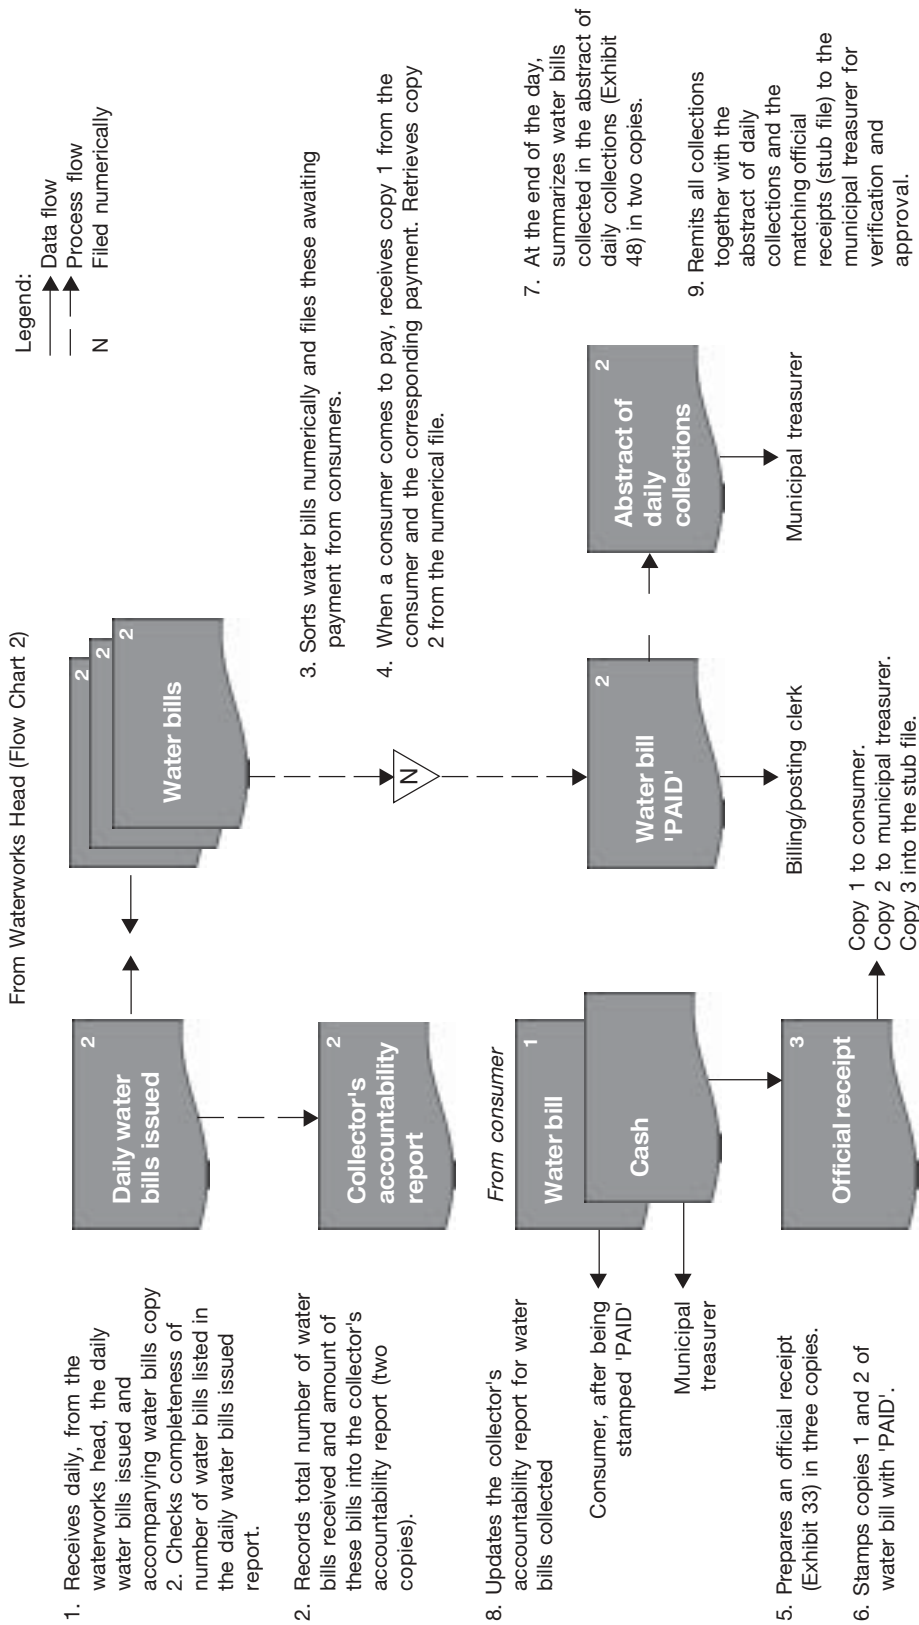 From Waterworks Head (Flow Chart 2)
Legend:
Data flow
Process flow
N Filed numerically
1. Receives daily, from the
waterworks head, the daily
water bills issued and
accompanying water bills copy
2. Checks completeness of
number of water bills listed in
the daily water bills issued
report.
2
Daily water
bills issued
2
2
2
Water bills
2. Records total number of water
bills received and amount of
these bills into the collector's
accountability report (two
copies).
2
Collector's
accountability
report
N
3. Sorts water bills numerically and files these awaiting
payment from consumers.
4. When a consumer comes to pay, receives copy 1 from the
consumer and the corresponding payment. Retrieves copy
2 from the numerical file.
8. Updates the collector's
accountability report for water
bills collected
From consumer
1
Water bill
Cash
Consumer, after being
stamped 'PAID'
Municipal
treasurer
2
Water bill
'PAID'
Billing/posting clerk
2
Abstract of
daily
collections
Municipal treasurer
7. At the end of the day,
summarizes water bills
collected in the abstract of
daily collections (Exhibit
48) in two copies.
9. Remits all collections
together with the
abstract of daily
collections and the
matching official
receipts (stub file) to the
municipal treasurer for
verification and
approval.
5. Prepares an official receipt
(Exhibit 33) in three copies.
6. Stamps copies 1 and 2 of
water bill with 'PAID'.
3
Official receipt
Copy 1 to consumer.
Copy 2 to municipal treasurer.
Copy 3 into the stub file.